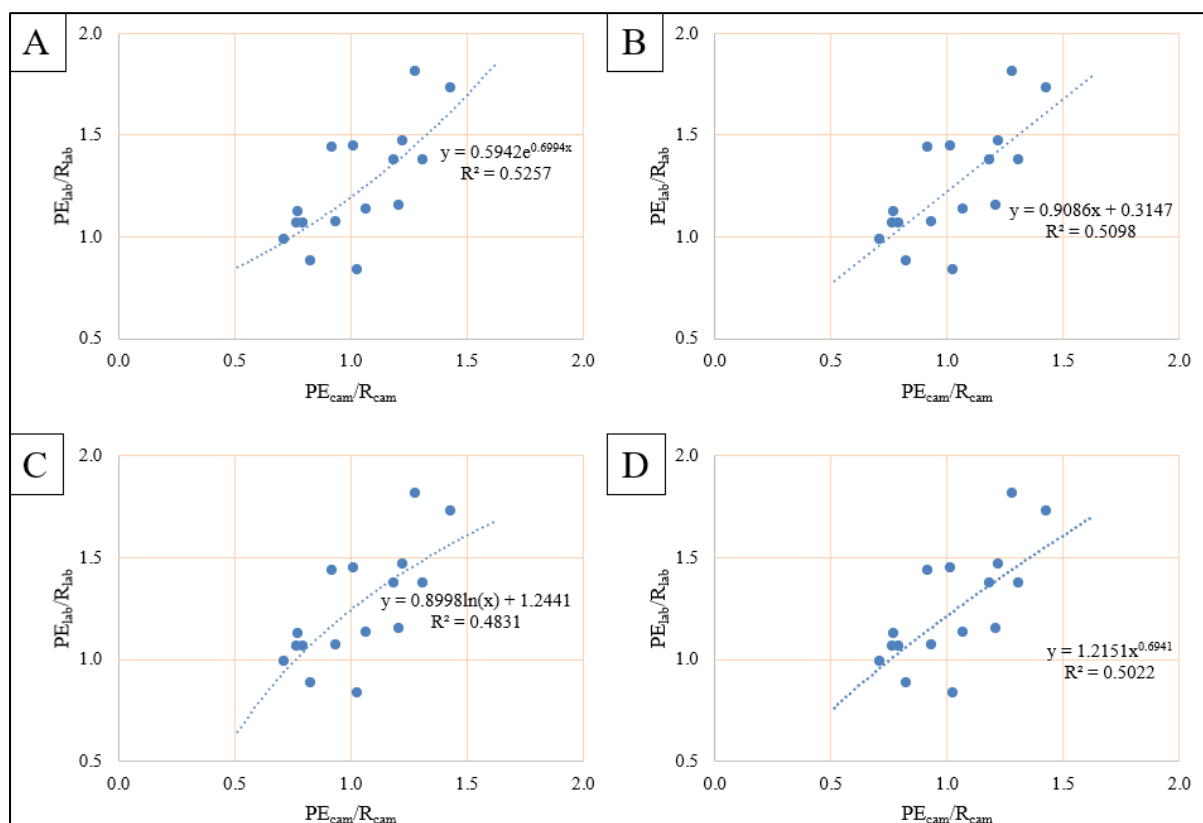 A
2.0
1.5
1.0
0.5
0.0 0.5 1.0 1.5 2.0
PElab/Rlab
PEcam/Rcam
y = 0.5942e^0.6994x
R² = 0.5257
B
2.0
1.5
1.0
0.5
0.0 0.5 1.0 1.5 2.0
PElab/Rlab
PEcam/Rcam
y = 0.9086x + 0.3147
R² = 0.5098
C
2.0
1.5
1.0
0.5
0.0 0.5 1.0 1.5 2.0
PElab/Rlab
PEcam/Rcam
y = 0.8998ln(x) + 1.2441
R² = 0.4831
D
2.0
1.5
1.0
0.5
0.0 0.5 1.0 1.5 2.0
PElab/Rlab
PEcam/Rcam
y = 1.2151x^0.6941
R² = 0.5022